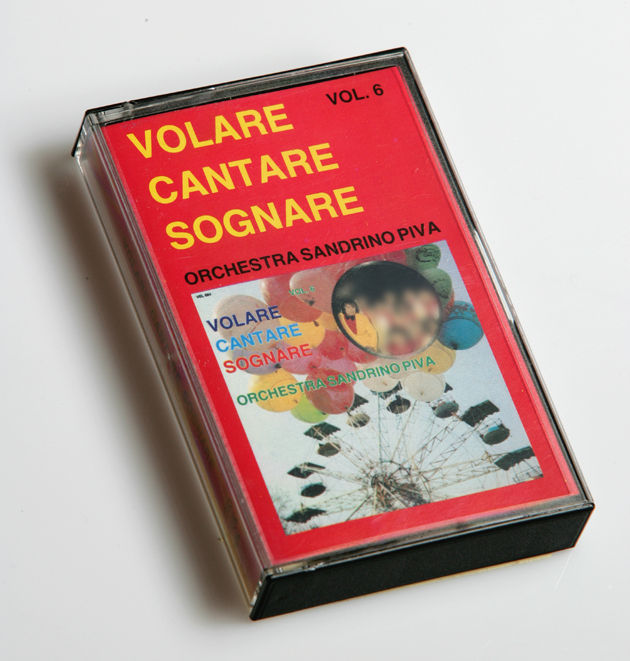 VOL. 6
VOLARE
CANTARE
SOGNARE
ORCHESTRA SANDRINO PIVA
VOLARE
CANTARE
SOGNARE
ORCHESTRA SANDRINO PIVA